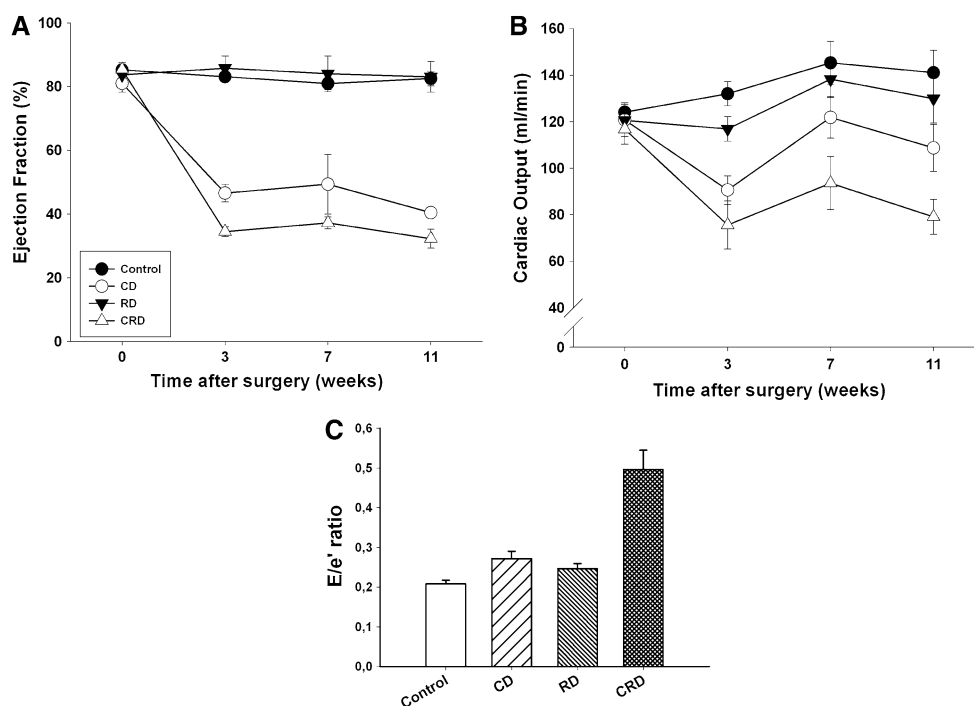 A
Ejection Fraction (%)
100
80
60
40
20
0
Control
CD
RD
CRD
0 3 7 11
Time after surgery (weeks)
B
Cardiac Output (ml/min)
160
140
120
100
80
60
40
0
0 3 7 11
Time after surgery (weeks)
C
E/e' ratio
0,6
0,5
0,4
0,3
0,2
0,1
0,0
Control CD RD CRD